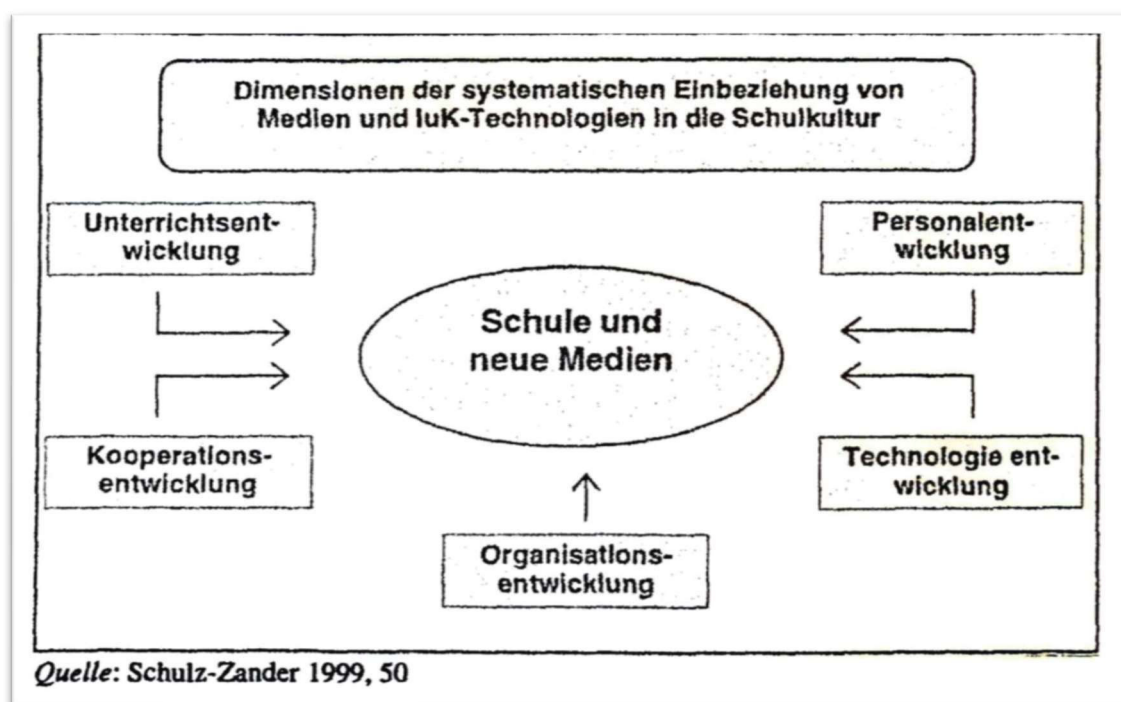 Dimensionen der systematischen Einbeziehung von
Medien und IuK-Technologien in die Schulkultur
Unterrichtsent-
wicklung
Personalent-
wicklung
Schule und
neue Medien
Kooperations-
entwicklung
Technologie ent-
wicklung
Organisations-
entwicklung
Quelle: Schulz-Zander 1999, 50